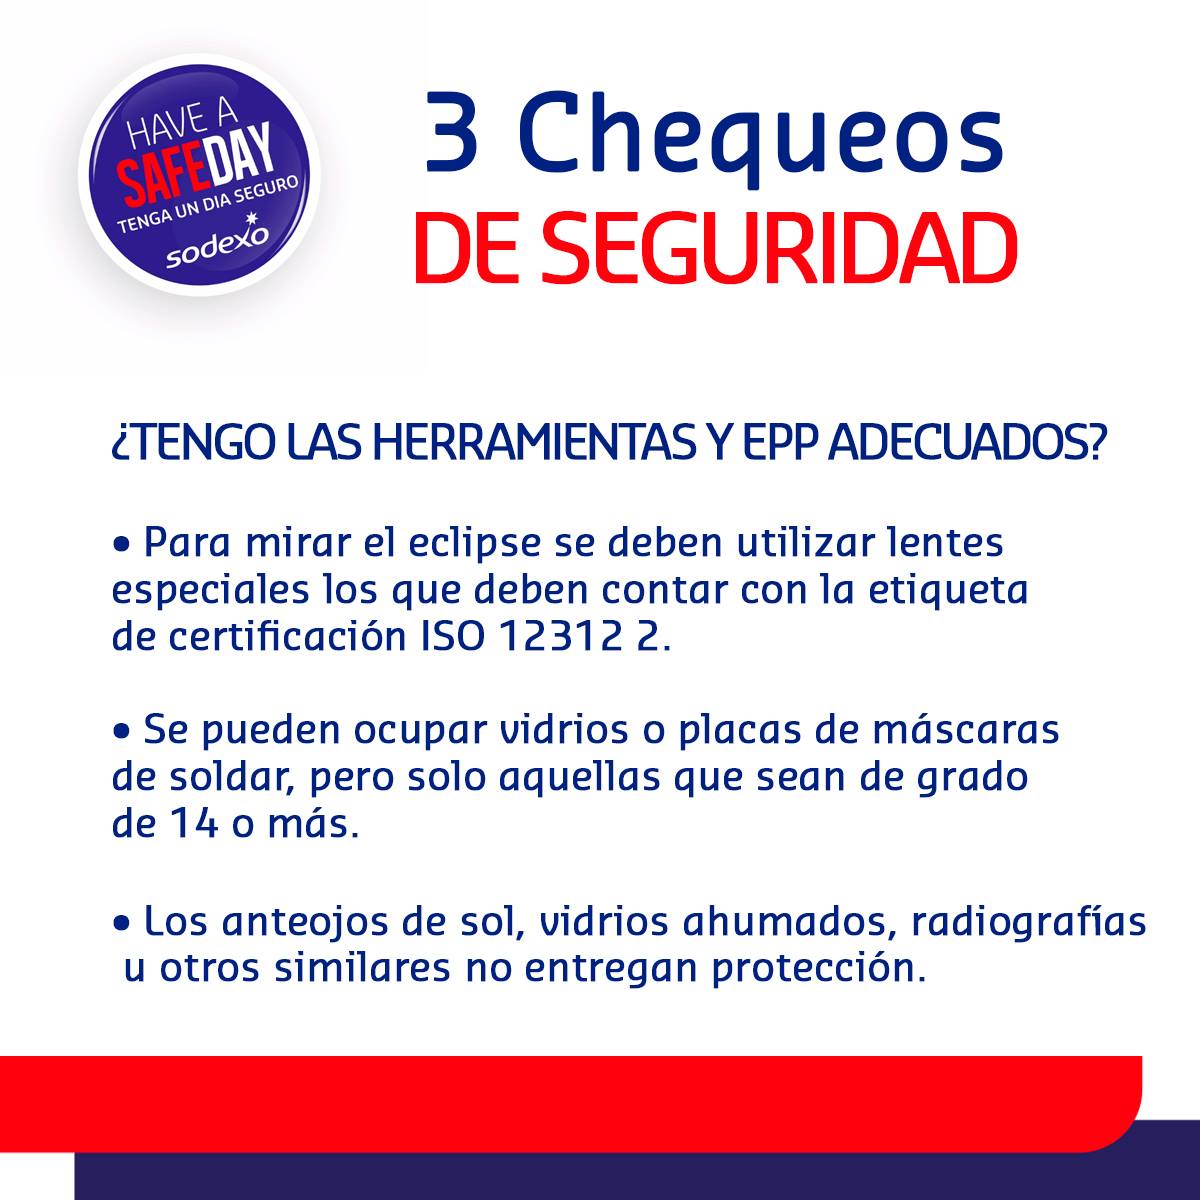 HAVE A
SAFEDAY
TENGA UN DIA SEGURO
sodexo
3 Chequeos
DE SEGURIDAD
¿TENGO LAS HERRAMIENTAS Y EPP ADECUADOS?
• Para mirar el eclipse se deben utilizar lentes
especiales los que deben contar con la etiqueta
de certificación ISO 12312 2.
• Se pueden ocupar vidrios o placas de máscaras
de soldar, pero solo aquellas que sean de grado
de 14 o más.
• Los anteojos de sol, vidrios ahumados, radiografías
u otros similares no entregan protección.